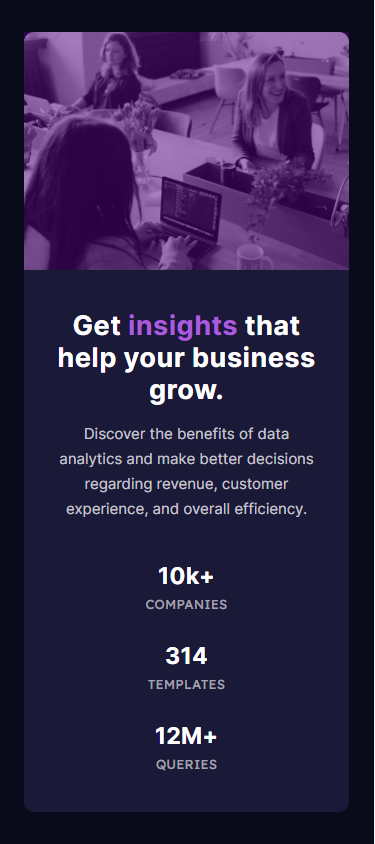 Get insights that
help your business
grow.
Discover the benefits of data
analytics and make better decisions
regarding revenue, customer
experience, and overall efficiency.
10k+
COMPANIES
314
TEMPLATES
12M+
QUERIES